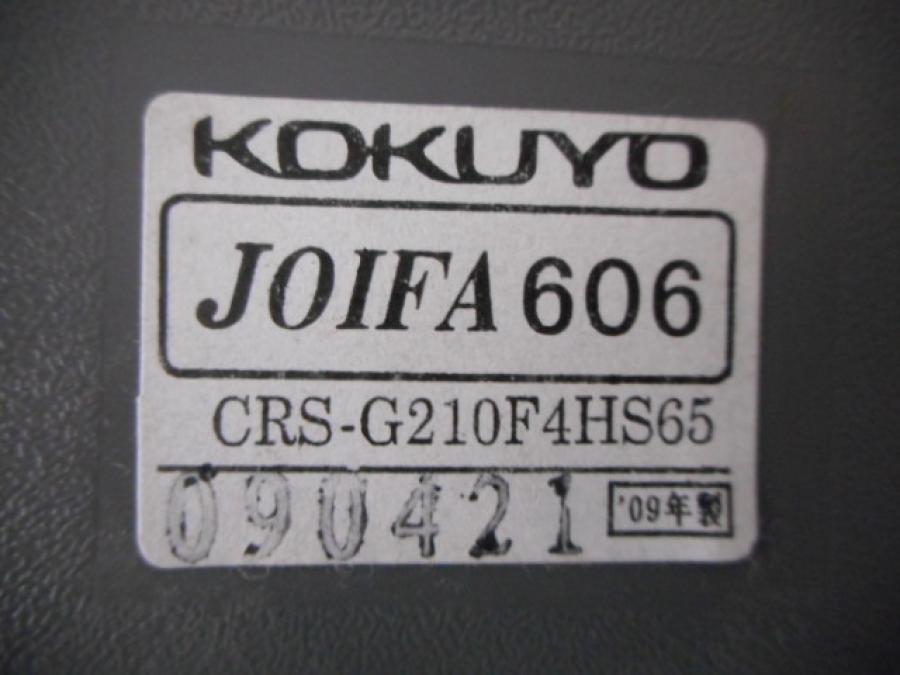 KOKUYO
JOIFA 606
CRS-G210F4HS65
090421 '09年製